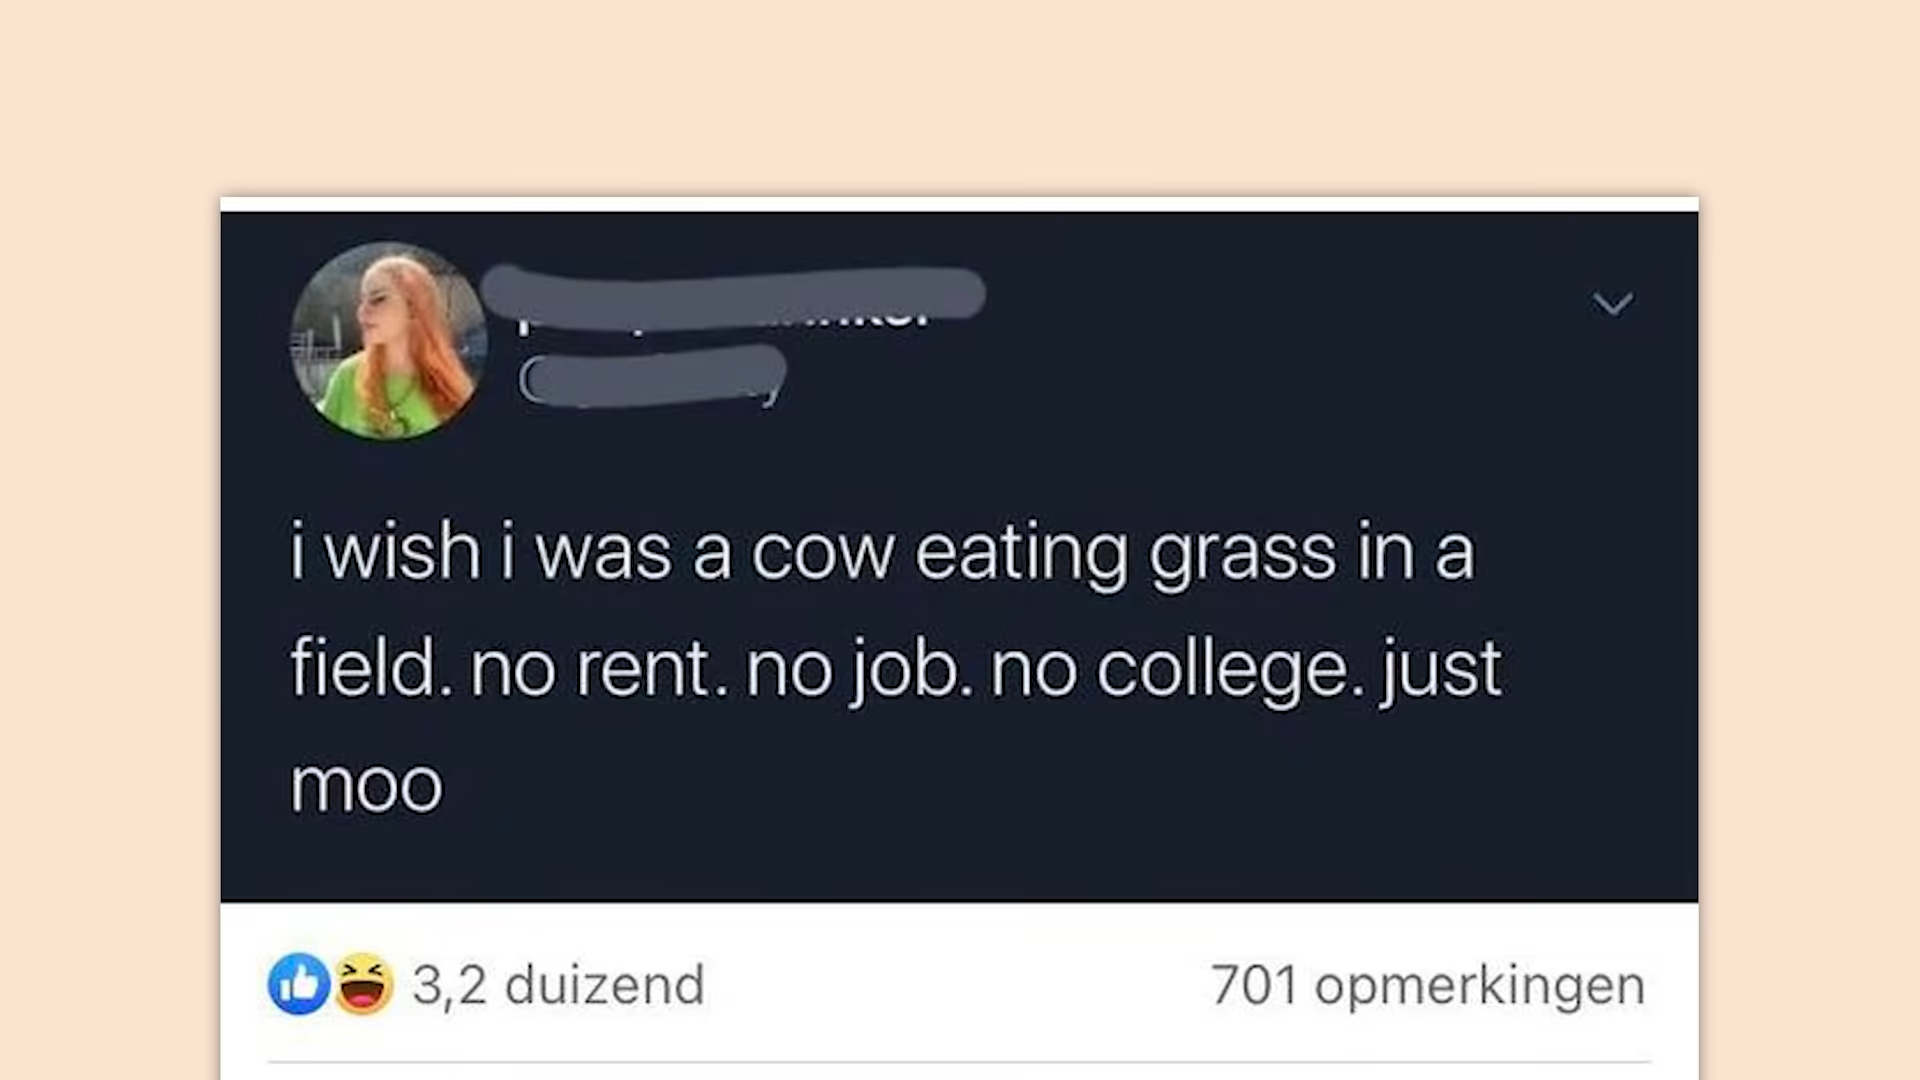 i wish i was a cow eating grass in a
field. no rent. no job. no college. just
moo
3,2 duizend
701 opmerkingen